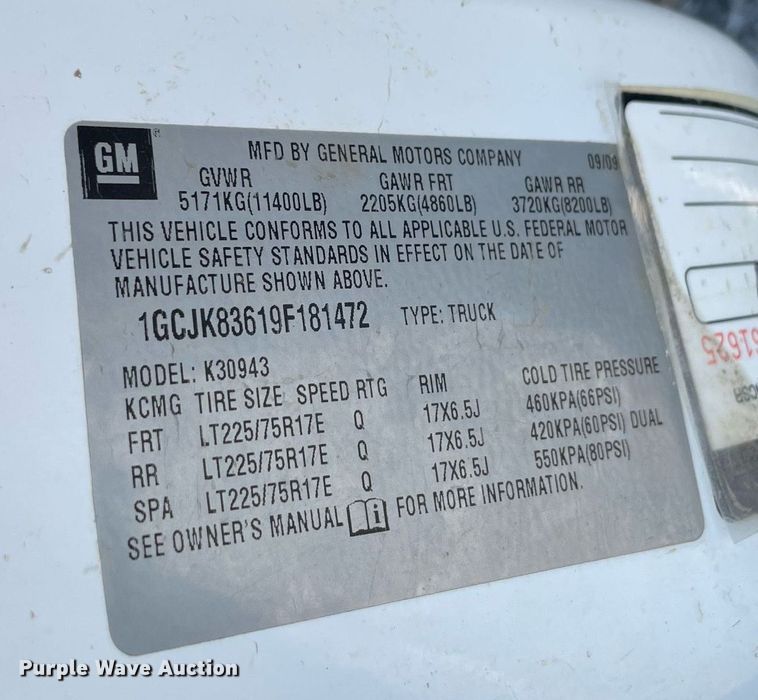 GM
MFD BY GENERAL MOTORS COMPANY 09/09
GVWR GAWR FRT GAWR RR
5171KG(11400LB) 2205KG(4860LB) 3720KG(8200LB)
THIS VEHICLE CONFORMS TO ALL APPLICABLE U.S. FEDERAL MOTOR
VEHICLE SAFETY STANDARDS IN EFFECT ON THE DATE OF
MANUFACTURE SHOWN ABOVE.
1GCJK83619F181472 TYPE: TRUCK
MODEL: K30943
KCMG TIRE SIZE SPEED RTG RIM COLD TIRE PRESSURE
FRT LT225/75R17E Q 17X6.5J 460KPA(66PSI)
RR LT225/75R17E Q 17X6.5J 420KPA(60PSI) DUAL
SPA LT225/75R17E Q 17X6.5J 550KPA(80PSI)
SEE OWNER'S MANUAL i FOR MORE INFORMATION.
Purple Wave Auction